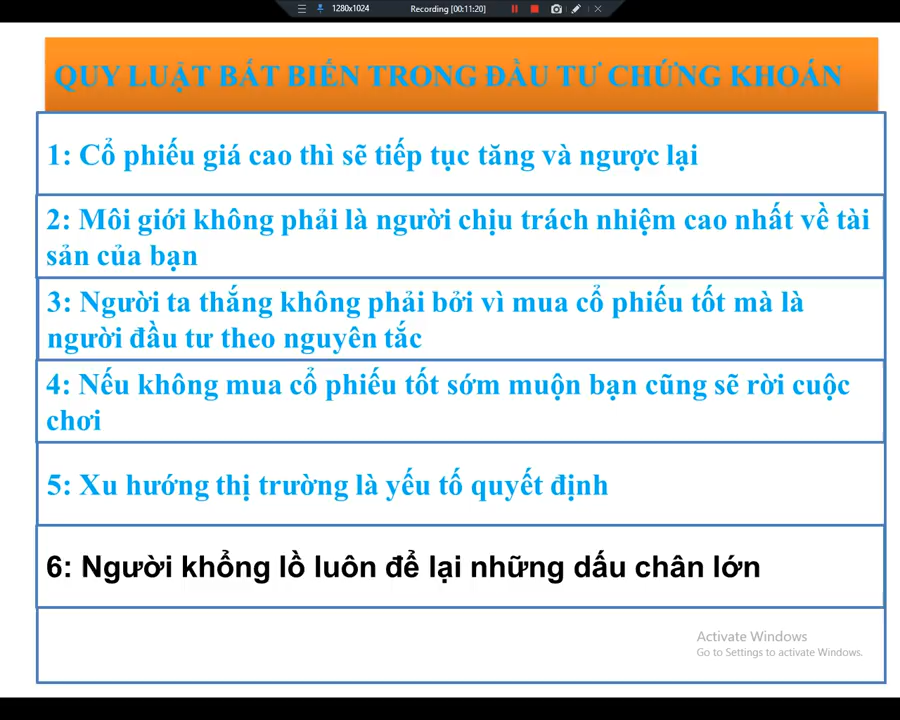 1280x1024
Recording [00:11:20]
QUY LUẬT BẤT BIẾN TRONG ĐẦU TƯ CHỨNG KHOÁN
1: Cổ phiếu giá cao thì sẽ tiếp tục tăng và ngược lại
2: Môi giới không phải là người chịu trách nhiệm cao nhất về tài
sản của bạn
3: Người ta thắng không phải bởi vì mua cổ phiếu tốt mà là
người đầu tư theo nguyên tắc
4: Nếu không mua cổ phiếu tốt sớm muộn bạn cũng sẽ rời cuộc
chơi
5: Xu hướng thị trường là yếu tố quyết định
6: Người khổng lồ luôn để lại những dấu chân lớn
Activate Windows
Go to Settings to activate Windows.